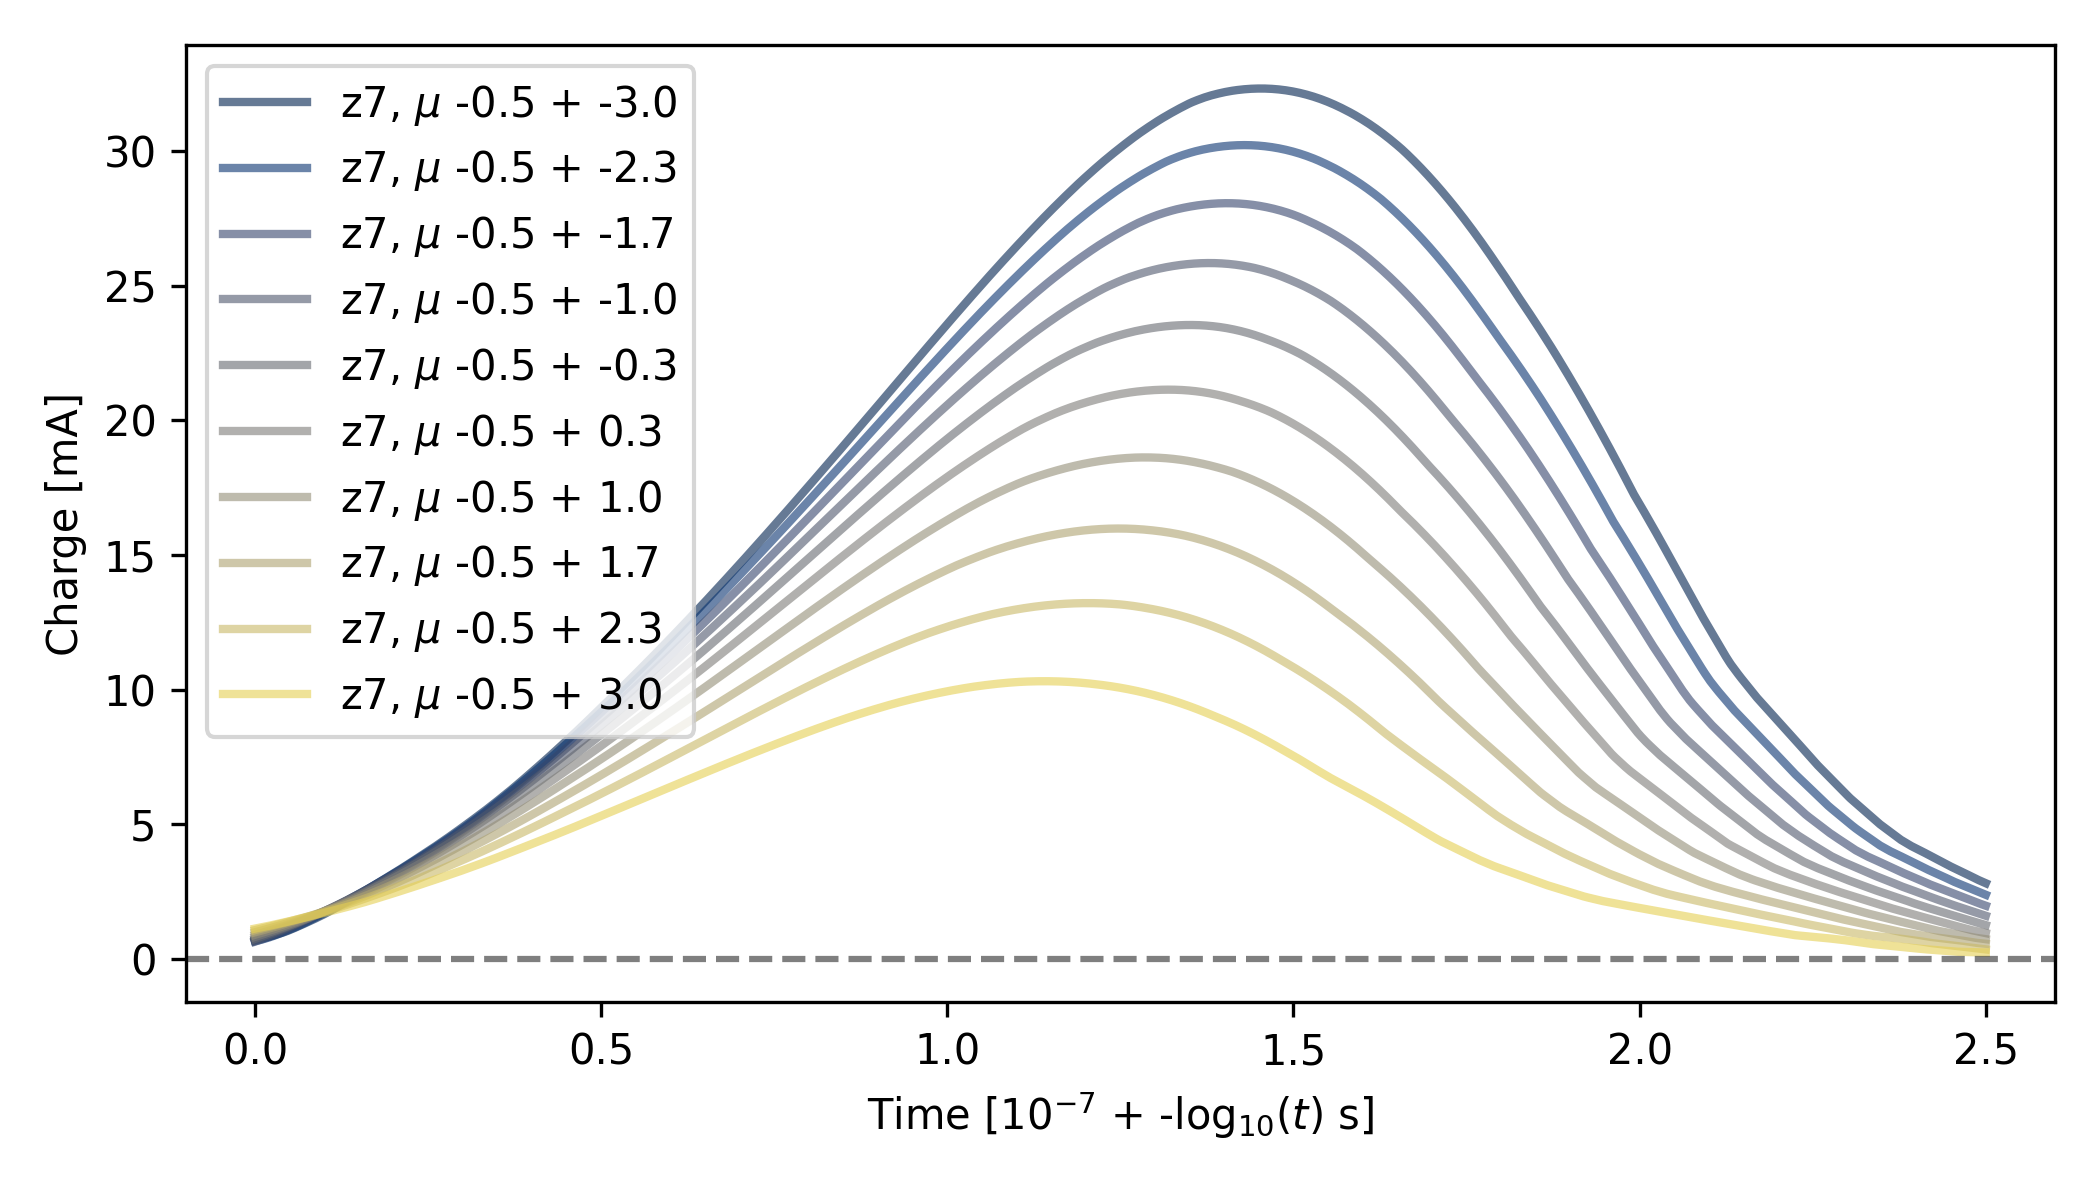 z7, μ -0.5 + -3.0
z7, μ -0.5 + -2.3
z7, μ -0.5 + -1.7
z7, μ -0.5 + -1.0
z7, μ -0.5 + -0.3
z7, μ -0.5 + 0.3
z7, μ -0.5 + 1.0
z7, μ -0.5 + 1.7
z7, μ -0.5 + 2.3
z7, μ -0.5 + 3.0
Charge [mA]
30
25
20
15
10
5
0
0.0 0.5 1.0 1.5 2.0 2.5
Time [10⁻⁷ + -log₁₀(t) s]